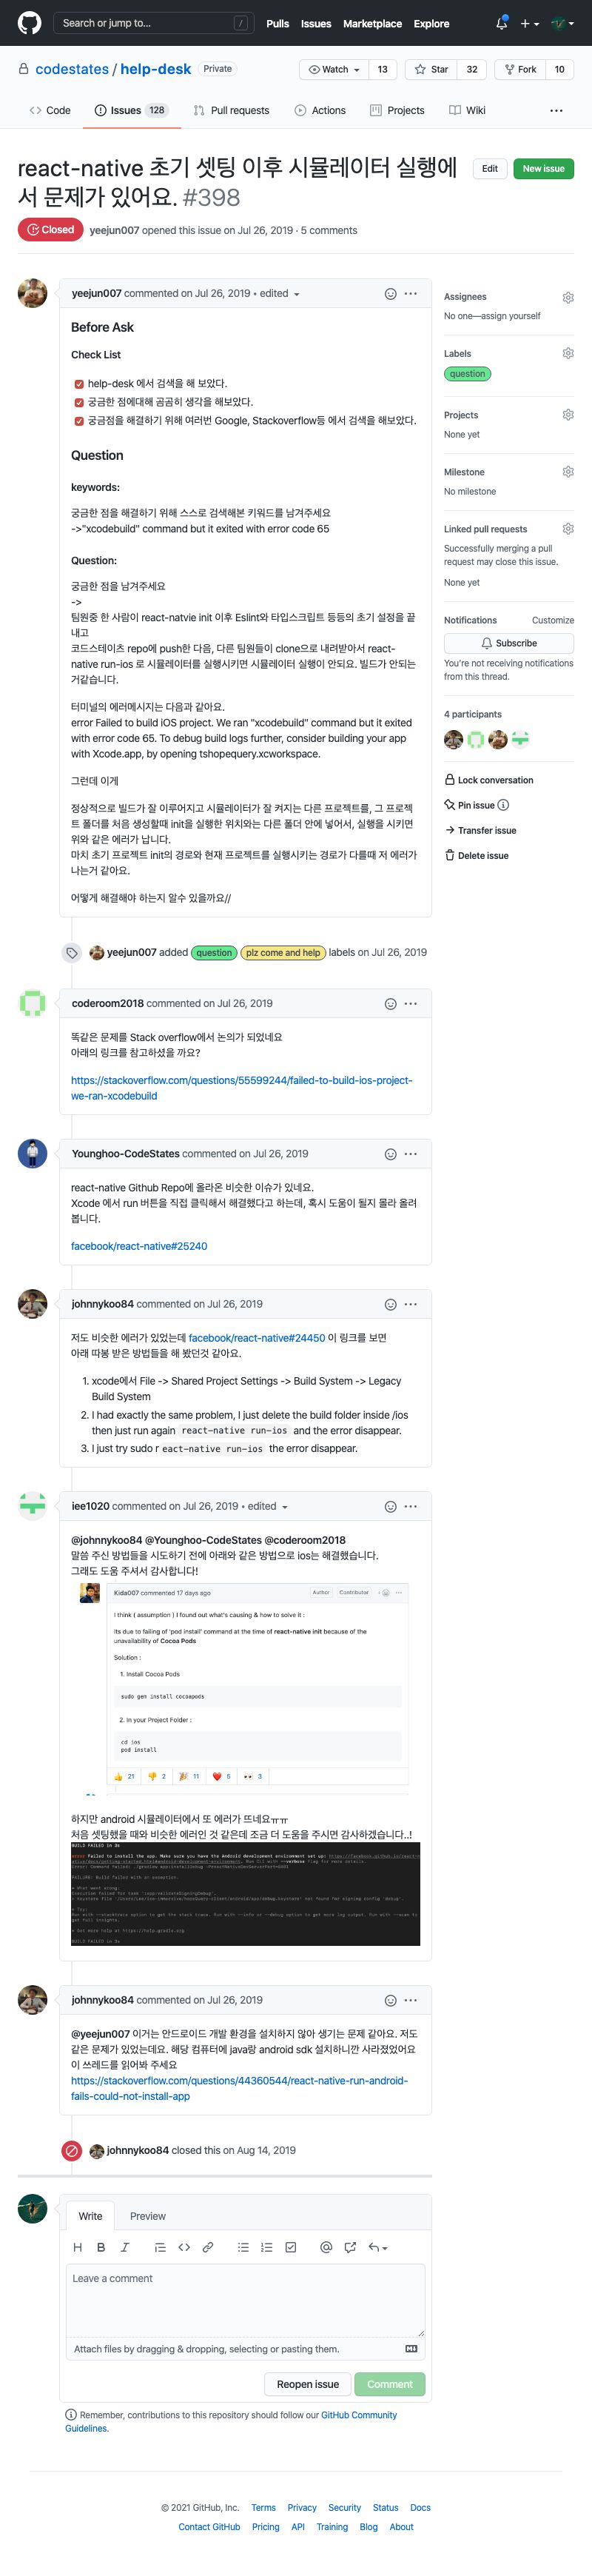 Search or jump to... /
Pulls Issues Marketplace Explore
codestates / help-desk Private
Watch 13 Star 32 Fork 10
Code Issues 128 Pull requests Actions Projects Wiki ...
react-native 초기 셋팅 이후 시뮬레이터 실행에
서 문제가 있어요. #398
Edit New issue
Closed yeejun007 opened this issue on Jul 26, 2019 · 5 comments
yeejun007 commented on Jul 26, 2019 • edited
Before Ask
Check List
help-desk 에서 검색을 해 보았다.
궁금한 점에대해 곰곰히 생각을 해보았다.
궁금점을 해결하기 위해 여러번 Google, Stackoverflow등 에서 검색을 해보았다.
Question
keywords:
궁금한 점을 해결하기 위해 스스로 검색해본 키워드를 남겨주세요
->"xcodebuild" command but it exited with error code 65
Question:
궁금한 점을 남겨주세요
->
팀원중 한 사람이 react-natvie init 이후 Eslint와 타입스크립트 등등의 초기 설정을 끝
내고
코드스테이츠 repo에 push한 다음, 다른 팀원들이 clone으로 내려받아서 react-
native run-ios 로 시뮬레이터를 실행시키면 시뮬레이터 실행이 안되요. 빌드가 안되는
거같습니다.
터미널의 에러메시지는 다음과 같아요.
error Failed to build iOS project. We ran "xcodebuild" command but it exited
with error code 65. To debug build logs further, consider building your app
with Xcode.app, by opening tshopequery.xcworkspace.
그런데 이게
정상적으로 빌드가 잘 이루어지고 시뮬레이터가 잘 켜지는 다른 프로젝트를, 그 프로젝
트 폴더를 처음 생성할때 init을 실행한 위치와는 다른 폴더 안에 넣어서, 실행을 시키면
위와 같은 에러가 납니다.
마치 초기 프로젝트 init의 경로와 현재 프로젝트를 실행시키는 경로가 다를때 저 에러가
나는거 같아요.
어떻게 해결해야 하는지 알수 있을까요//
Assignees
No one—assign yourself
Labels
question
Projects
None yet
Milestone
No milestone
Linked pull requests
Successfully merging a pull
request may close this issue.
None yet
Notifications Customize
Subscribe
You're not receiving notifications
from this thread.
4 participants
Lock conversation
Pin issue
Transfer issue
Delete issue
yeejun007 added question plz come and help labels on Jul 26, 2019
coderoom2018 commented on Jul 26, 2019
똑같은 문제를 Stack overflow에서 논의가 되었네요
아래의 링크를 참고하셨을 까요?
https://stackoverflow.com/questions/55599244/failed-to-build-ios-project-
we-ran-xcodebuild
Younghoo-CodeStates commented on Jul 26, 2019
react-native Github Repo에 올라온 비슷한 이슈가 있네요.
Xcode 에서 run 버튼을 직접 클릭해서 해결했다고 하는데, 혹시 도움이 될지 몰라 올려
봅니다.
facebook/react-native#25240
johnnykoo84 commented on Jul 26, 2019
저도 비슷한 에러가 있었는데 facebook/react-native#24450 이 링크를 보면
아래 따봉 받은 방법들을 해 봤던것 같아요.
1. xcode에서 File -> Shared Project Settings -> Build System -> Legacy
Build System
2. I had exactly the same problem, I just delete the build folder inside /ios
then just run again react-native run-ios and the error disappear.
3. I just try sudo r eact-native run-ios the error disappear.
iee1020 commented on Jul 26, 2019 • edited
@johnnykoo84 @Younghoo-CodeStates @coderoom2018
말씀 주신 방법들을 시도하기 전에 아래와 같은 방법으로 ios는 해결했습니다.
그래도 도움 주셔서 감사합니다!
Kida007 commented 17 days ago Author Contributor
I think ( assumption ) I found out what's causing & how to solve it :
Its due to failing of 'pod install' command at the time of react-native init because of the
unavailability of Cocoa Pods
Solution :
1. Install Cocoa Pods
sudo gem install cocoapods
2. In your Project Folder :
cd ios
pod install
21 2 11 5 3
하지만 android 시뮬레이터에서 또 에러가 뜨네요ㅠㅠ
처음 셋팅했을 때와 비슷한 에러인 것 같은데 조금 더 도움을 주시면 감사하겠습니다..!
BUILD FAILED in 3s
FAILURE: Build failed with an exception.
* What went wrong:
* Try:
* Get more help at https://help.gradle.org
BUILD FAILED in 3s
johnnykoo84 commented on Jul 26, 2019
@yeejun007 이거는 안드로이드 개발 환경을 설치하지 않아 생기는 문제 같아요. 저도
같은 문제가 있었는데요. 해당 컴퓨터에 java랑 android sdk 설치하니깐 사라졌었어요
이 쓰레드를 읽어봐 주세요
https://stackoverflow.com/questions/44360544/react-native-run-android-
fails-could-not-install-app
johnnykoo84 closed this on Aug 14, 2019
Write Preview
Leave a comment
Attach files by dragging & dropping, selecting or pasting them.
Reopen issue Comment
Remember, contributions to this repository should follow our GitHub Community
Guidelines.
© 2021 GitHub, Inc. Terms Privacy Security Status Docs
Contact GitHub Pricing API Training Blog About